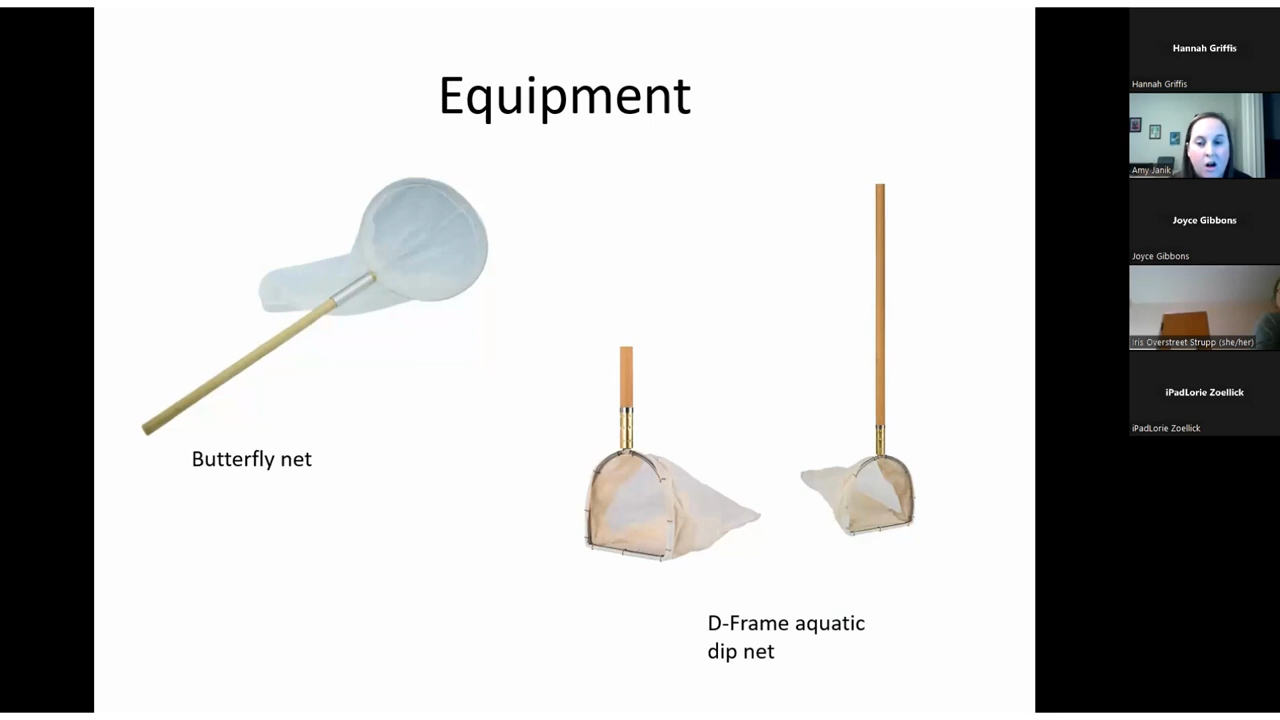 Equipment
Butterfly net
D-Frame aquatic
dip net
Hannah Griffis
Hannah Griffis
Amy Janik
Joyce Gibbons
Joyce Gibbons
Iris Overstreet Strupp (she/her)
iPadLorie Zoellick
iPadLorie Zoellick